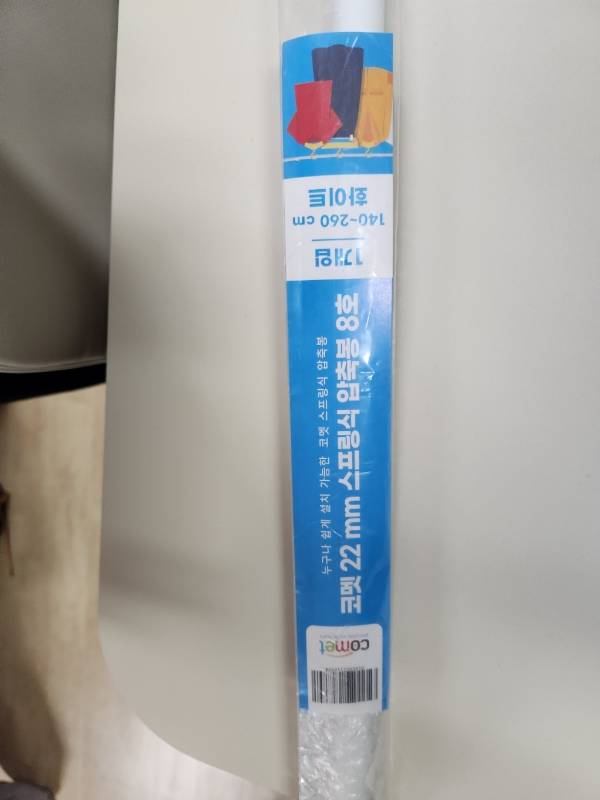 누구나 쉽게 설치 가능한 코멧 스프링식 압축봉
코멧 22 mm 스프링식 압축봉 8호
1개입
140~260 cm
화이트
comet